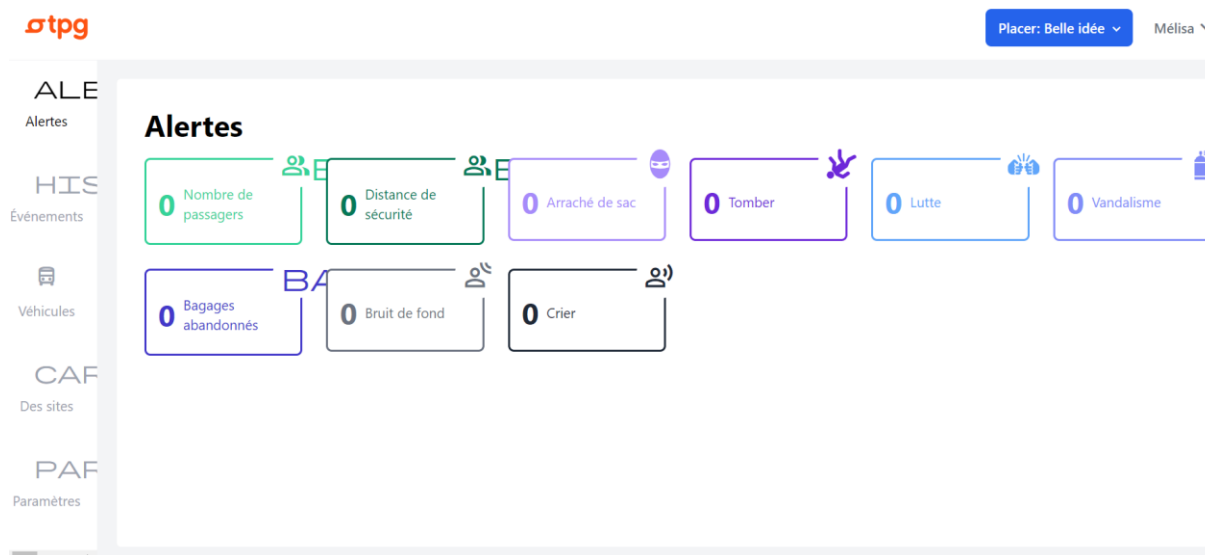 tpg
Placer: Belle idée
Mélisa
ALE
Alertes
HIS
Événements
Véhicules
CAR
Des sites
PAR
Paramètres
Alertes
0 Nombre de
passagers
E
0 Distance de
sécurité
E
0 Arraché de sac
0 Tomber
0 Lutte
0 Vandalisme
0 Bagages
abandonnés
BA
0 Bruit de fond
0 Crier